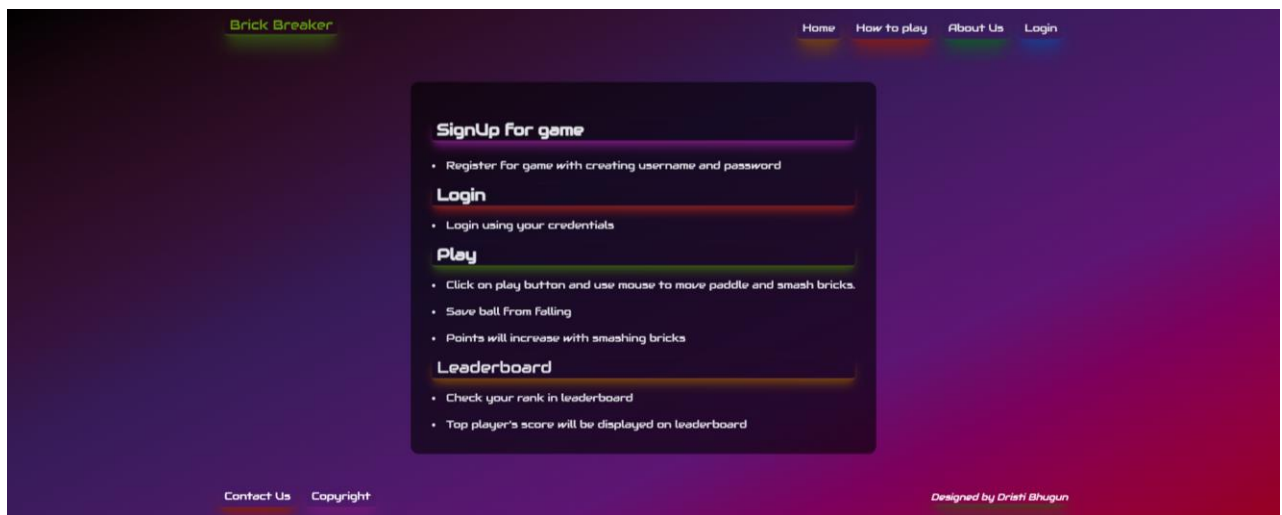 Brick Breaker
Home How to play About Us Login
SignUp for game
• Register for game with creating username and password
Login
• Login using your credentials
Play
• Click on play button and use mouse to move paddle and smash bricks.
• Save ball from falling
• Points will increase with smashing bricks
Leaderboard
• Check your rank in leaderboard
• Top player's score will be displayed on leaderboard
Contact Us Copyright
Designed by Dristi Bhugun